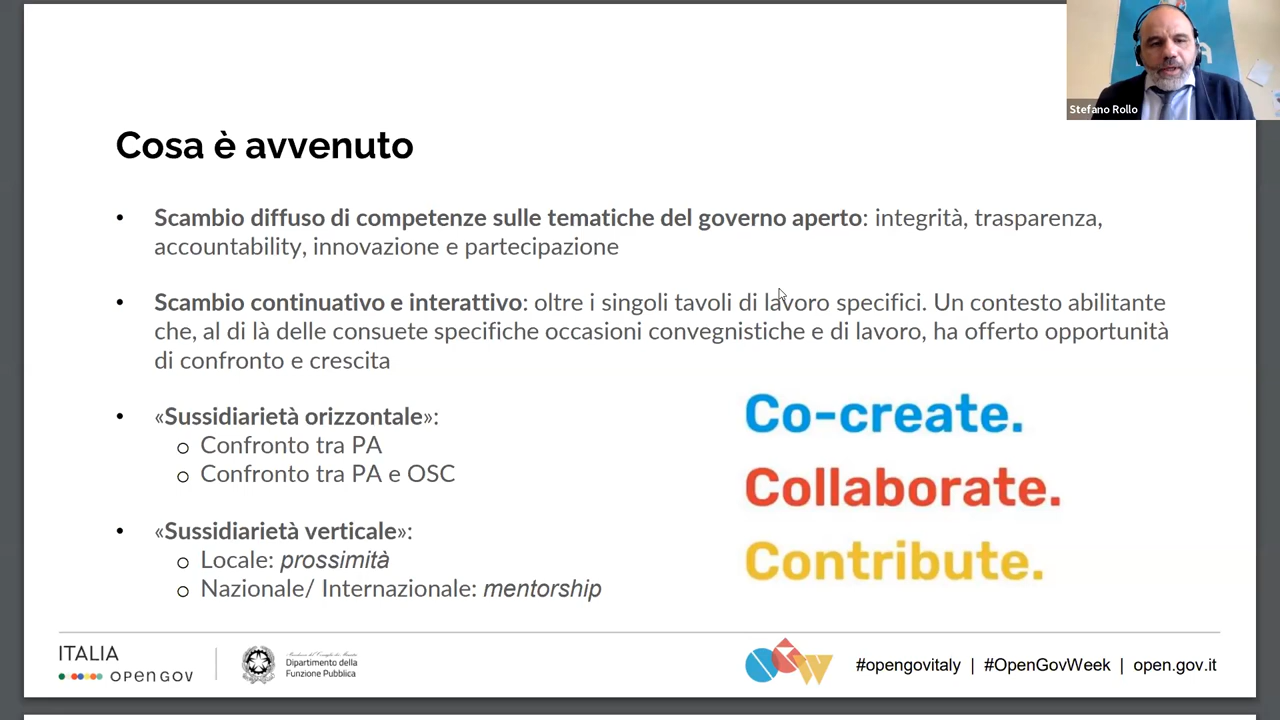 Stefano Rollo
Cosa è avvenuto
• Scambio diffuso di competenze sulle tematiche del governo aperto: integrità, trasparenza,
accountability, innovazione e partecipazione
• Scambio continuativo e interattivo: oltre i singoli tavoli di lavoro specifici. Un contesto abilitante
che, al di là delle consuete specifiche occasioni convegnistiche e di lavoro, ha offerto opportunità
di confronto e crescita
• «Sussidiarietà orizzontale»:
o Confronto tra PA
o Confronto tra PA e OSC
• «Sussidiarietà verticale»:
o Locale: prossimità
o Nazionale/ Internazionale: mentorship
Co-create.
Collaborate.
Contribute.
ITALIA
open gov
Dipartimento della
Funzione Pubblica
#opengovitaly | #OpenGovWeek | open.gov.it